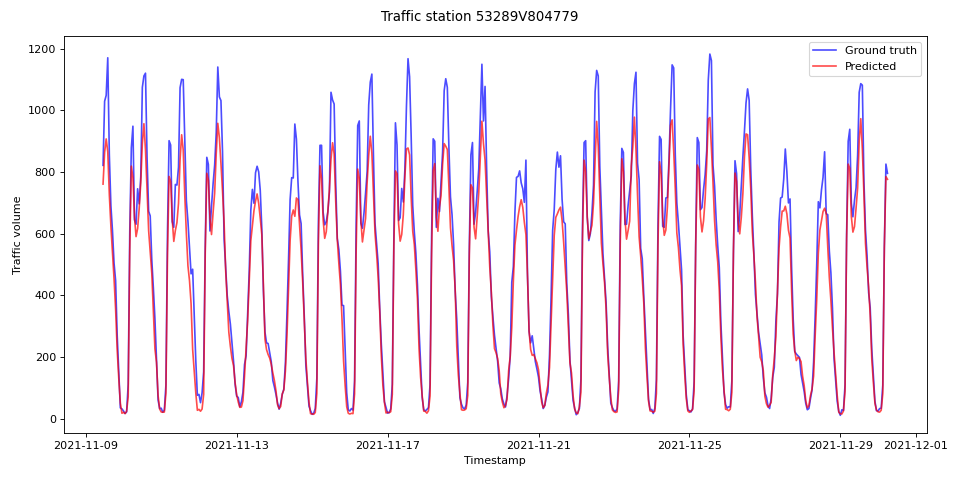 Traffic station 53289V804779
Ground truth
Predicted
Traffic volume
1200
1000
800
600
400
200
0
2021-11-09
2021-11-13
2021-11-17
2021-11-21
2021-11-25
2021-11-29
2021-12-01
Timestamp